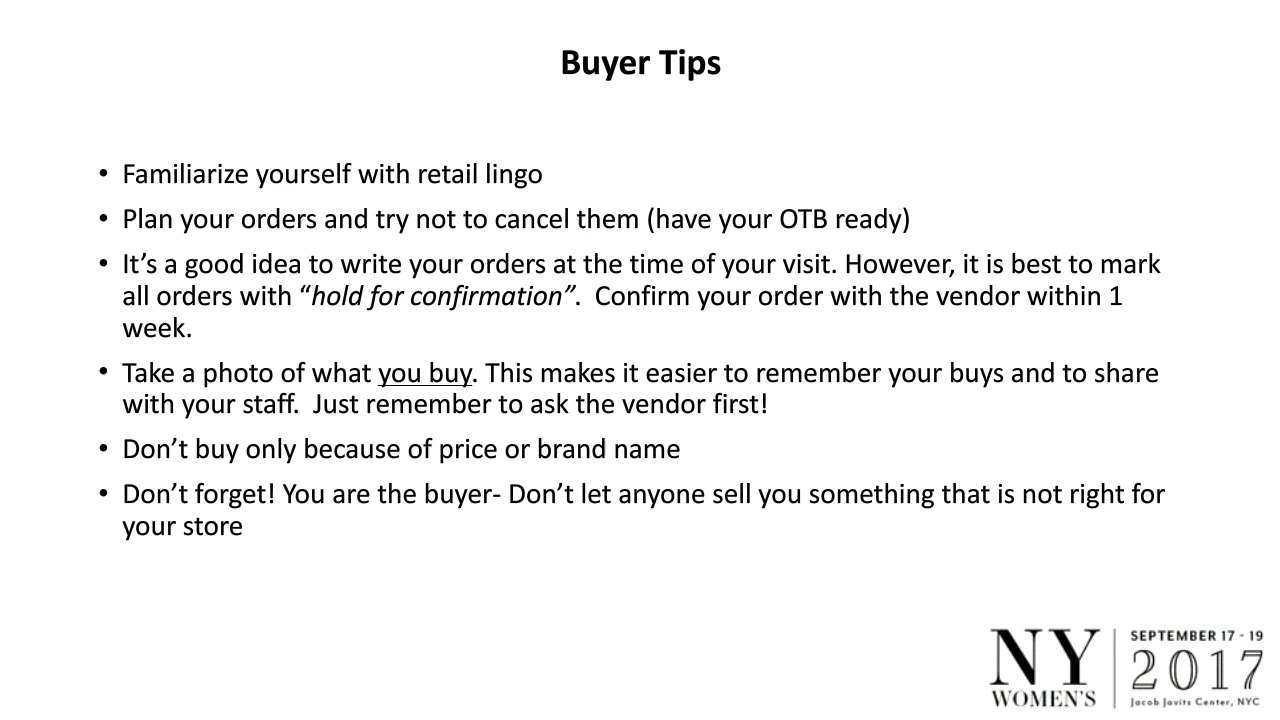 Buyer Tips
• Familiarize yourself with retail lingo
• Plan your orders and try not to cancel them (have your OTB ready)
• It’s a good idea to write your orders at the time of your visit. However, it is best to mark
all orders with “hold for confirmation”.  Confirm your order with the vendor within 1
week.
• Take a photo of what you buy. This makes it easier to remember your buys and to share
with your staff.  Just remember to ask the vendor first!
• Don’t buy only because of price or brand name
• Don’t forget! You are the buyer- Don’t let anyone sell you something that is not right for
your store
NY
WOMEN'S
SEPTEMBER 17 - 19
2017
Jacob Javits Center, NYC